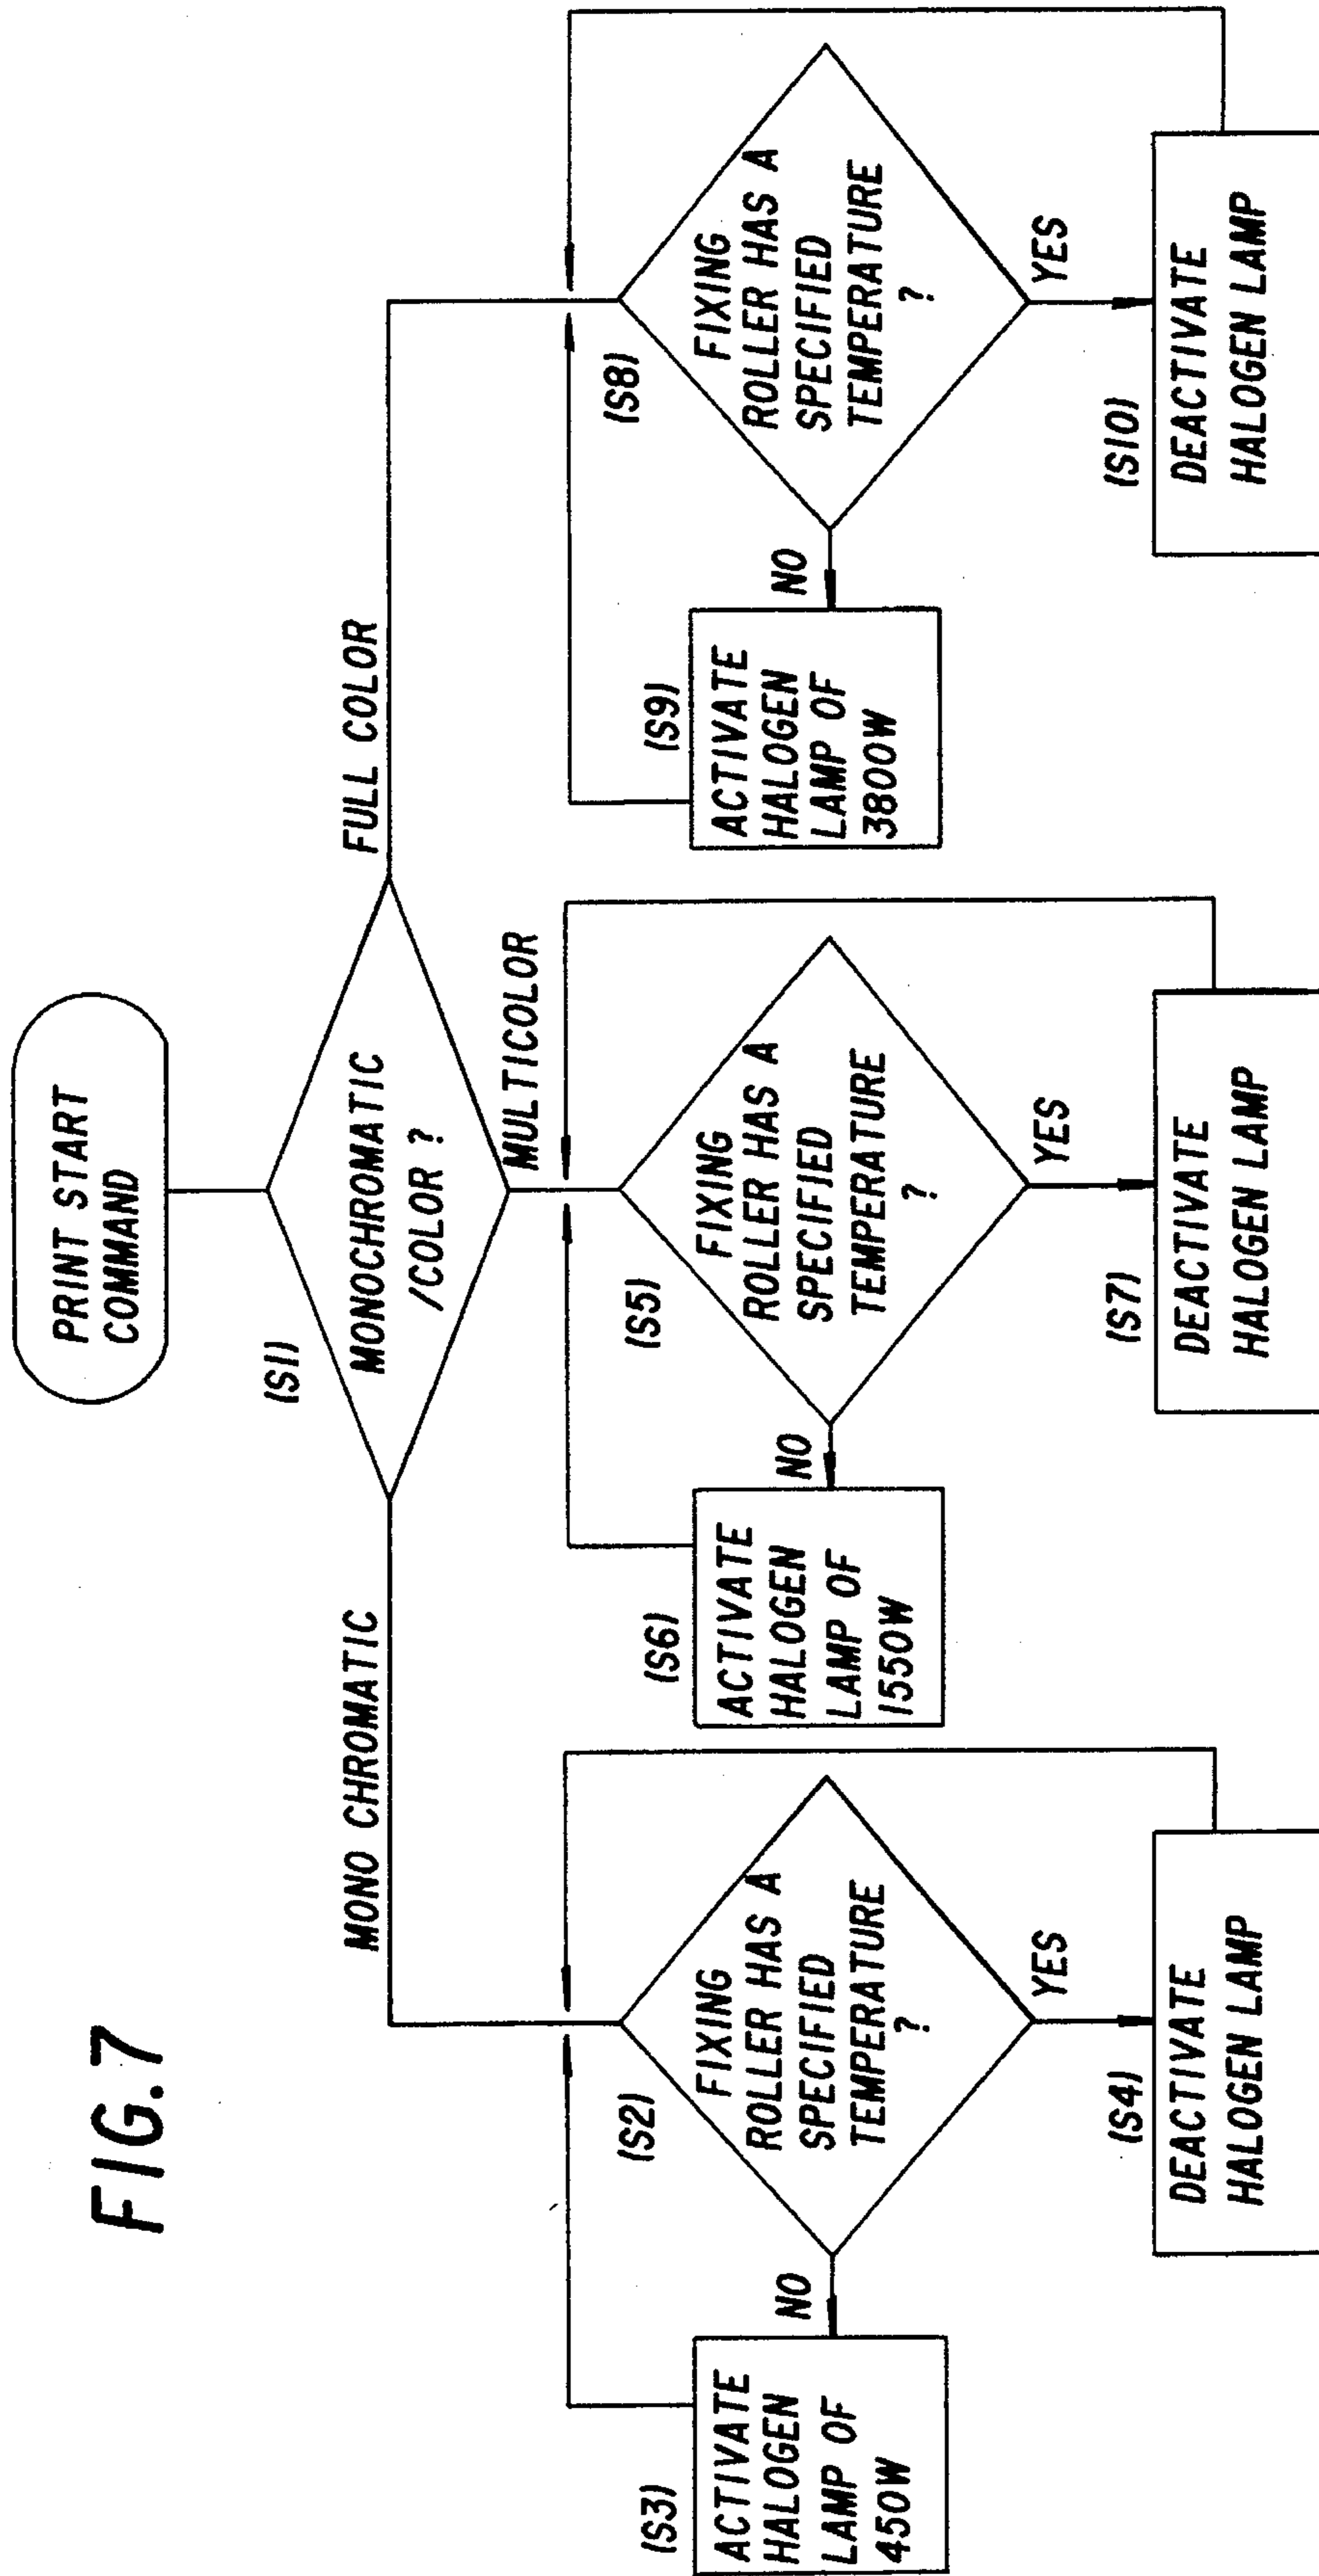 FIG.7
PRINT START
COMMAND
(S1)
MONOCHROMATIC
/COLOR ?
MONO CHROMATIC
MULTICOLOR
FULL COLOR
(S2)
FIXING
ROLLER HAS A
SPECIFIED
TEMPERATURE
?
NO
YES
(S3)
ACTIVATE
HALOGEN
LAMP OF
450W
(S4)
DEACTIVATE
HALOGEN LAMP
(S5)
FIXING
ROLLER HAS A
SPECIFIED
TEMPERATURE
?
NO
YES
(S6)
ACTIVATE
HALOGEN
LAMP OF
1550W
(S7)
DEACTIVATE
HALOGEN LAMP
(S8)
FIXING
ROLLER HAS A
SPECIFIED
TEMPERATURE
?
NO
YES
(S9)
ACTIVATE
HALOGEN
LAMP OF
3800W
(S10)
DEACTIVATE
HALOGEN LAMP